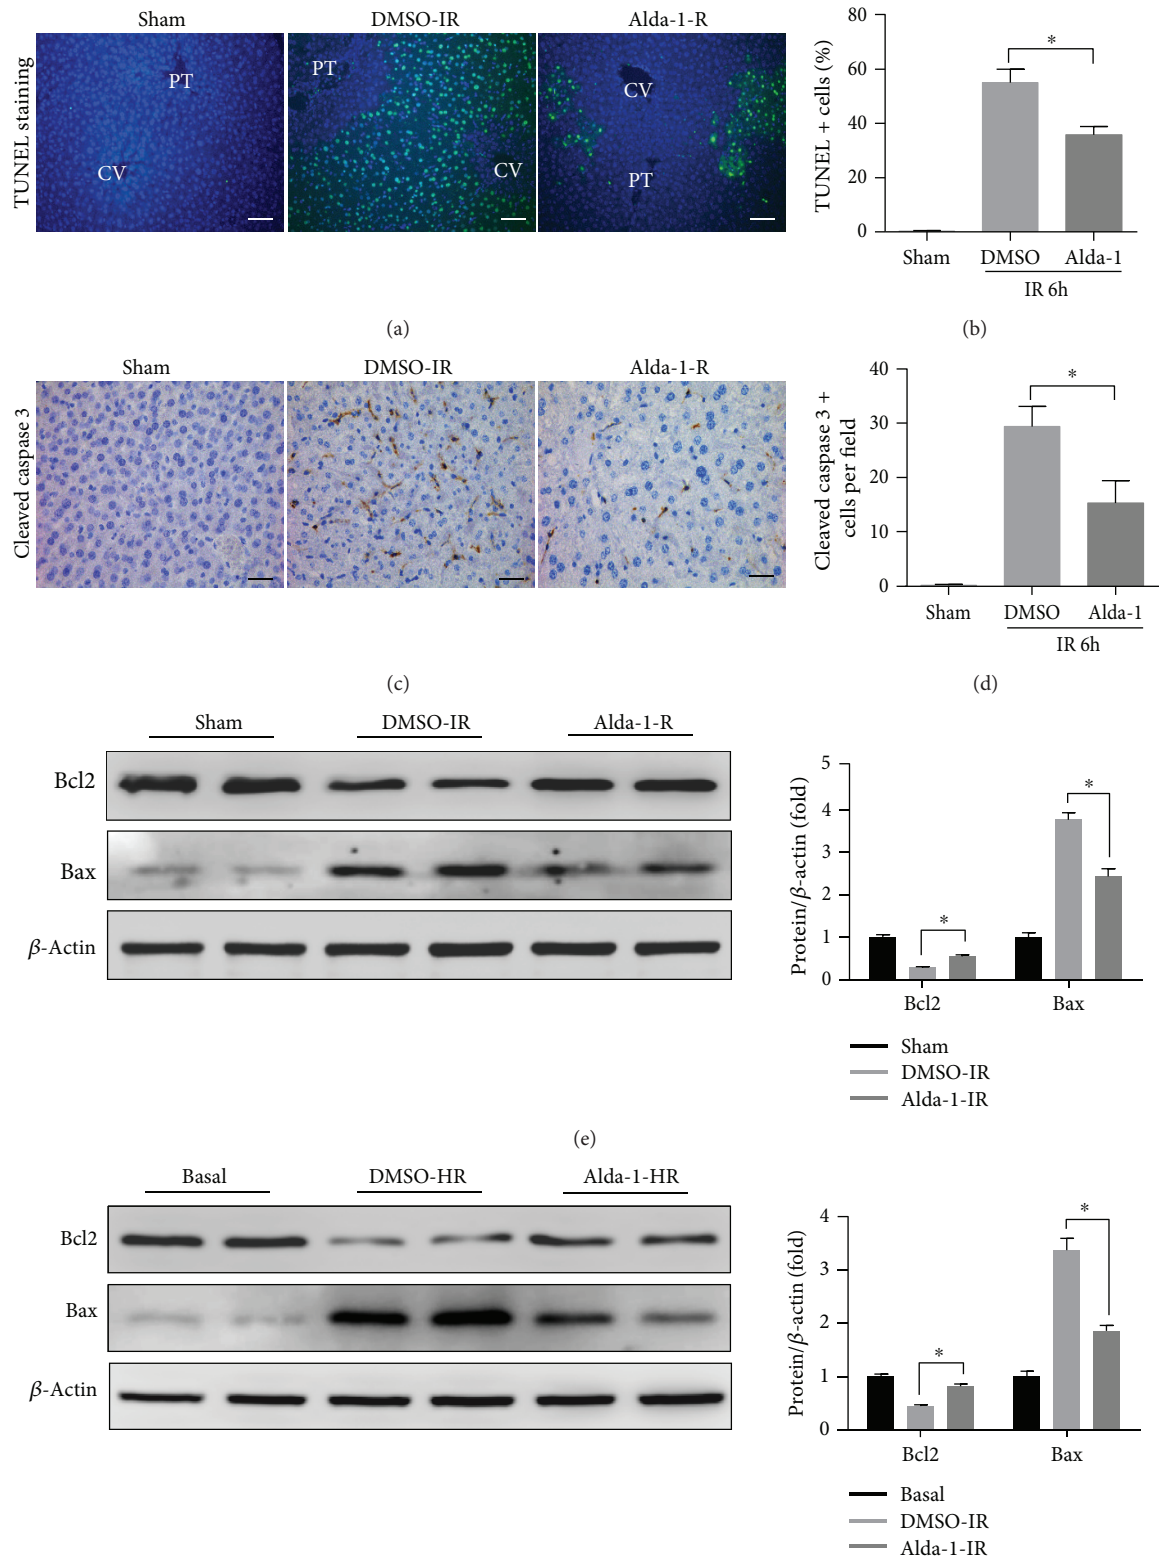 Sham DMSO-IR Alda-1-R
TUNEL staining
PT
CV
PT
CV
CV
PT
(a)
TUNEL + cells (%)
80
60
40
20
0
Sham DMSO Alda-1
IR 6h
(b)
Sham DMSO-IR Alda-1-R
Cleaved caspase 3
(c)
Cleaved caspase 3 +
cells per field
40
30
20
10
0
Sham DMSO Alda-1
IR 6h
(d)
*
*
Sham DMSO-IR Alda-1-R
Bcl2
Bax
β-Actin
Protein/β-actin (fold)
5
4
3
2
1
0
*
*
Bcl2 Bax
Sham
DMSO-IR
Alda-1-IR
(e)
Basal DMSO-HR Alda-1-HR
Bcl2
Bax
β-Actin
Protein/β-actin (fold)
4
3
2
1
0
*
*
Bcl2 Bax
Basal
DMSO-IR
Alda-1-IR